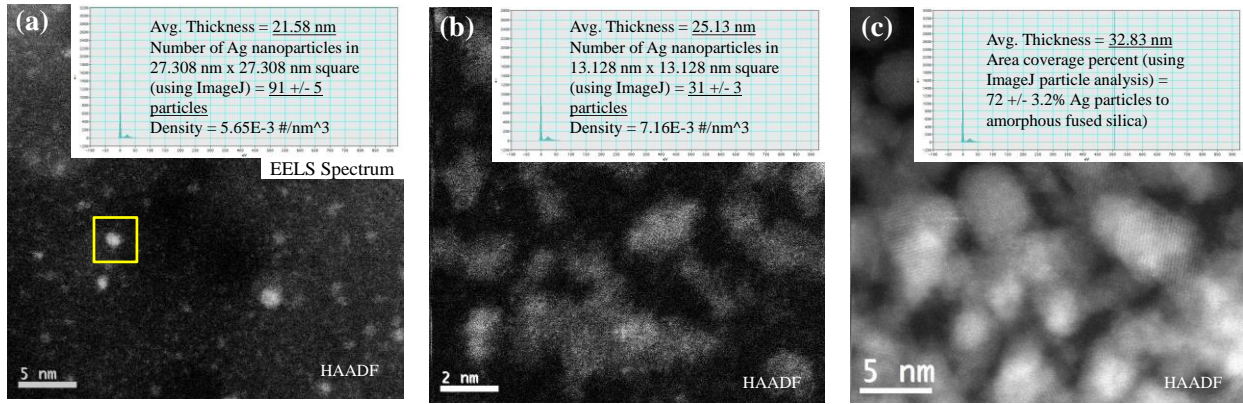 (a)
Avg. Thickness = 21.58 nm
Number of Ag nanoparticles in
27.308 nm x 27.308 nm square
(using ImageJ) = 91 +/- 5
particles
Density = 5.65E-3 #/nm^3
EELS Spectrum
5 nm
HAADF
(b)
Avg. Thickness = 25.13 nm
Number of Ag nanoparticles in
13.128 nm x 13.128 nm square
(using ImageJ) = 31 +/- 3
particles
Density = 7.16E-3 #/nm^3
2 nm
HAADF
(c)
Avg. Thickness = 32.83 nm
Area coverage percent (using
ImageJ particle analysis) =
72 +/- 3.2% Ag particles to
amorphous fused silica)
5 nm
HAADF